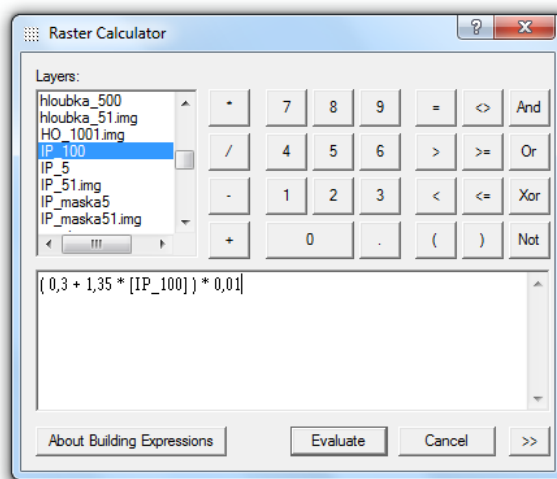 Raster Calculator
?
x
Layers:
hloubka_500
hloubka_51.img
HO_1001.img
IP_100
IP_5
IP_51.img
IP_maska5
IP_maska51.img
* 7 8 9 = <> And
/ 4 5 6 > >= Or
- 1 2 3 < <= Xor
+ 0 . ( ) Not
( 0,3 + 1,35 * [IP_100] ) * 0,01
About Building Expressions
Evaluate
Cancel
>>